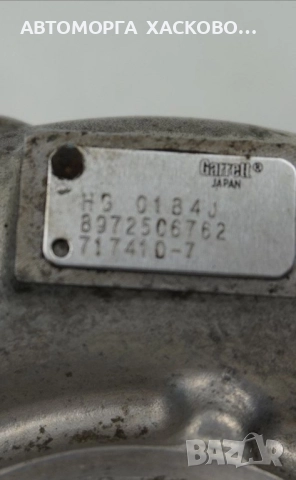 АВТОМОРГА ХАСКОВО...
Garrett®
JAPAN
HG 0184J
8972506762
717410-7
BAZAR